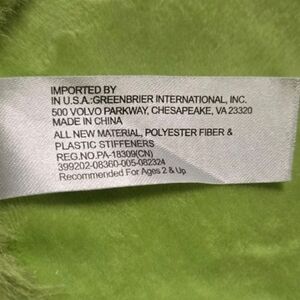 IMPORTED BY
IN U.S.A.:GREENBRIER INTERNATIONAL, INC.
500 VOLVO PARKWAY, CHESAPEAKE, VA 23320
MADE IN CHINA
ALL NEW MATERIAL, POLYESTER FIBER &
PLASTIC STIFFENERS
REG.NO.PA-18309(CN)
399202-08360-005-082324
Recommended For Ages 2 & Up